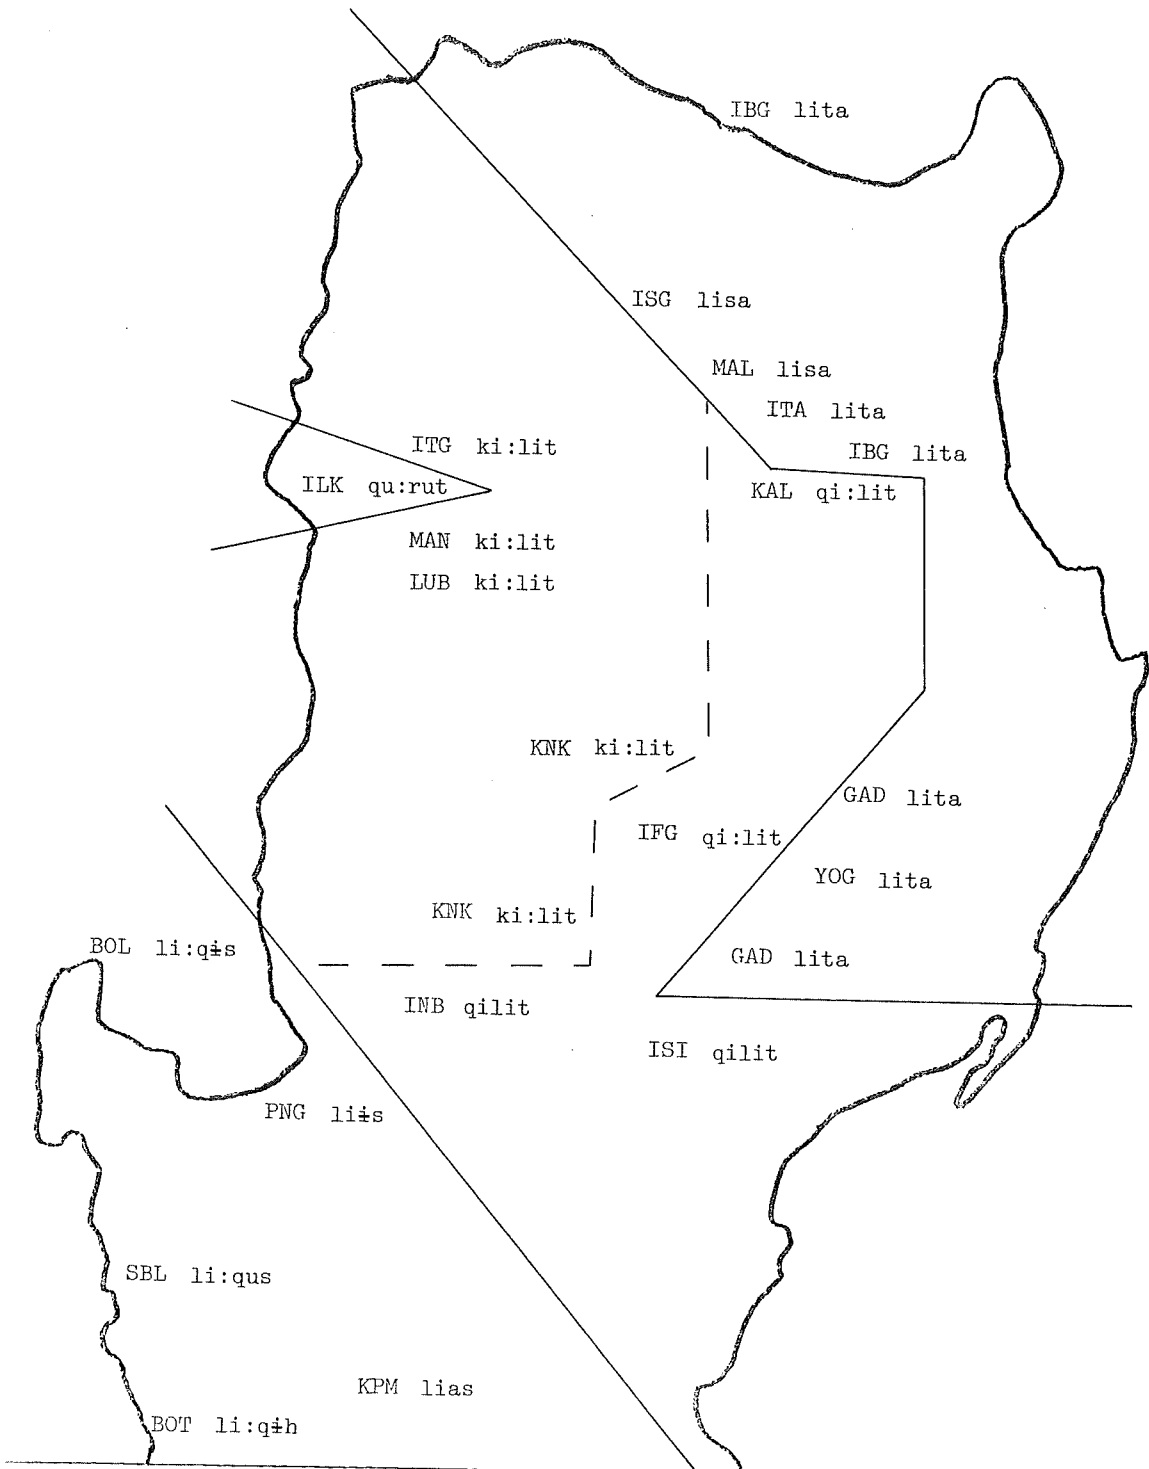 IBG lita
ISG lisa
MAL lisa
ITA lita
ITG ki:lit
IBG lita
ILK qu:rut
KAL qi:lit
MAN ki:lit
LUB ki:lit
KNK ki:lit
GAD lita
IFG qi:lit
YOG lita
KNK ki:lit
BOL li:qɨs
GAD lita
INB qilit
ISI qilit
PNG liɨs
SBL li:qus
KPM lias
BOT li:qɨh